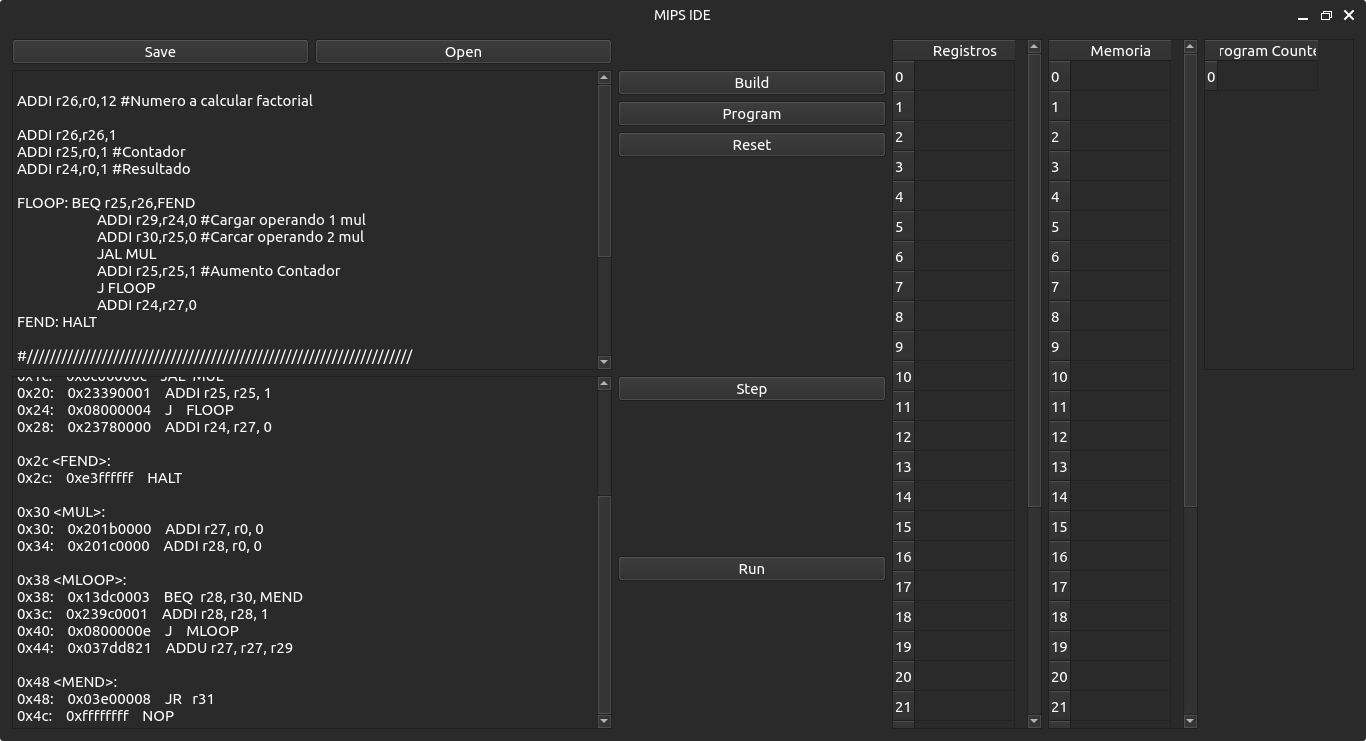 MIPS IDE
Save
Open
ADDI r26,r0,12 #Numero a calcular factorial
ADDI r26,r26,1
ADDI r25,r0,1 #Contador
ADDI r24,r0,1 #Resultado
FLOOP: BEQ r25,r26,FEND
ADDI r29,r24,0 #Cargar operando 1 mul
ADDI r30,r25,0 #Carcar operando 2 mul
JAL MUL
ADDI r25,r25,1 #Aumento Contador
J FLOOP
ADDI r24,r27,0
FEND: HALT
#///////////////////////////////////////////////////////////////////
0x1c: 0x0c00000c JAL MUL
0x20: 0x23390001 ADDI r25, r25, 1
0x24: 0x08000004 J FLOOP
0x28: 0x23780000 ADDI r24, r27, 0
0x2c <FEND>:
0x2c: 0xe3ffffff HALT
0x30 <MUL>:
0x30: 0x201b0000 ADDI r27, r0, 0
0x34: 0x201c0000 ADDI r28, r0, 0
0x38 <MLOOP>:
0x38: 0x13dc0003 BEQ r28, r30, MEND
0x3c: 0x239c0001 ADDI r28, r28, 1
0x40: 0x0800000e J MLOOP
0x44: 0x037dd821 ADDU r27, r27, r29
0x48 <MEND>:
0x48: 0x03e00008 JR r31
0x4c: 0xffffffff NOP
Build
Program
Reset
Step
Run
Registros
0
1
2
3
4
5
6
7
8
9
10
11
12
13
14
15
16
17
18
19
20
21
Memoria
0
1
2
3
4
5
6
7
8
9
10
11
12
13
14
15
16
17
18
19
20
21
rogram Counte
0